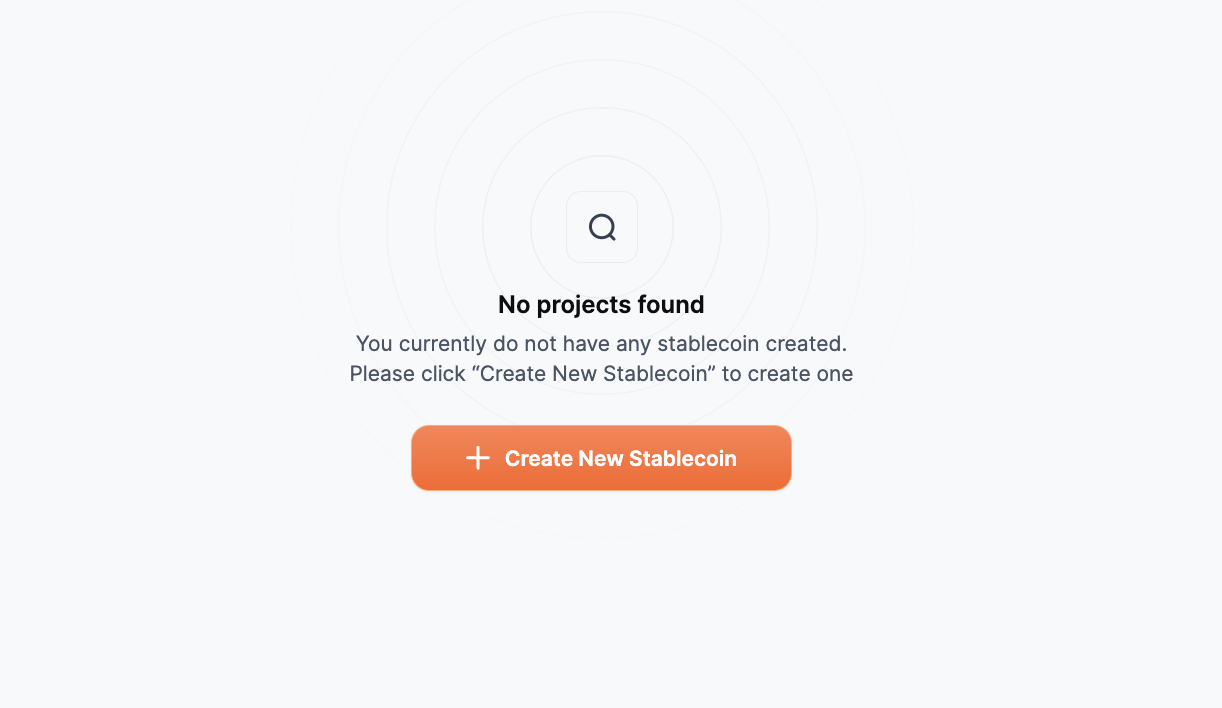 No projects found
You currently do not have any stablecoin created.
Please click “Create New Stablecoin” to create one
Create New Stablecoin